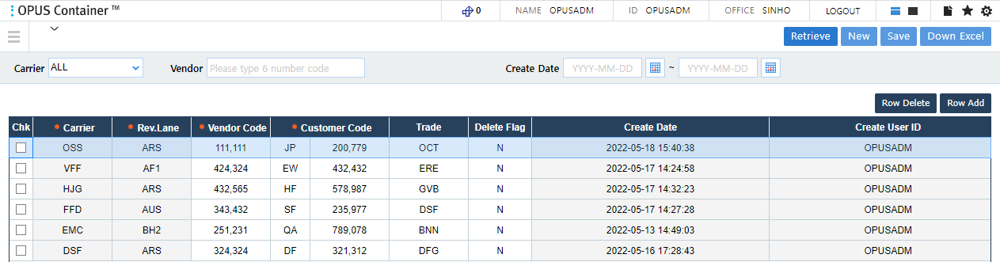 OPUS Container ™ 0 NAME OPUSADM ID OPUSADM OFFICE SINHO LOGOUT
Retrieve New Save Down Excel
Carrier ALL Vendor Please type 6 number code Create Date YYYY-MM-DD ~ YYYY-MM-DD
Row Delete Row Add
Chk Carrier Rev.Lane Vendor Code Customer Code Trade Delete Flag Create Date Create User ID
OSS ARS 111,111 JP 200,779 OCT N 2022-05-18 15:40:38 OPUSADM
VFF AF1 424,324 EW 432,432 ERE N 2022-05-17 14:24:58 OPUSADM
HJG ARS 432,565 HF 578,987 GVB N 2022-05-17 14:32:23 OPUSADM
FFD AUS 343,432 SF 235,977 DSF N 2022-05-17 14:27:28 OPUSADM
EMC BH2 251,231 QA 789,078 BNN N 2022-05-13 14:49:03 OPUSADM
DSF ARS 324,324 DF 321,312 DFG N 2022-05-16 17:28:43 OPUSADM